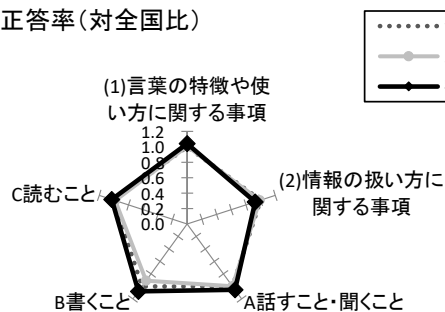 正答率(対全国比)
(1)言葉の特徴や使
い方に関する事項
1.2
1.0
0.8
0.6
0.4
0.2
0.0
(2)情報の扱い方に
関する事項
A話すこと・聞くこと
B書くこと
C読むこと